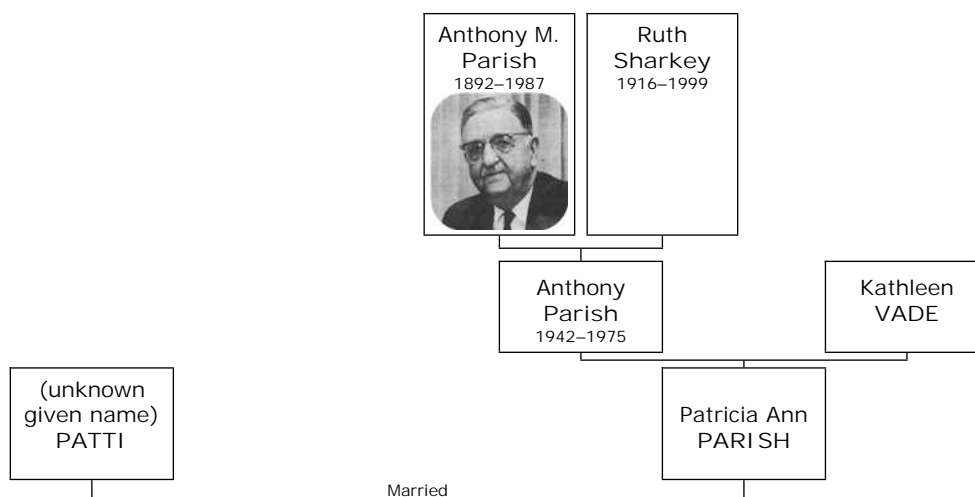 Anthony M.
Parish
1892–1987
Ruth
Sharkey
1916–1999
Anthony
Parish
1942–1975
Kathleen
VADE
(unknown
given name)
PATTI
Patricia Ann
PARISH
Married